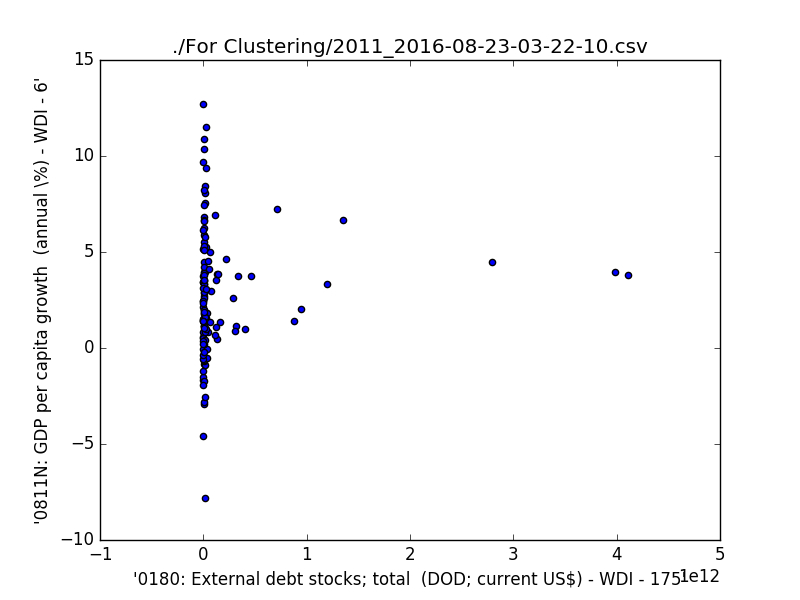 ./For Clustering/2011_2016-08-23-03-22-10.csv
'0811N: GDP per capita growth (annual \%) - WDI - 6'
15
10
5
0
−5
−10
−1 0 1 2 3 4 5
1e12
'0180: External debt stocks; total (DOD; current US$) - WDI - 175